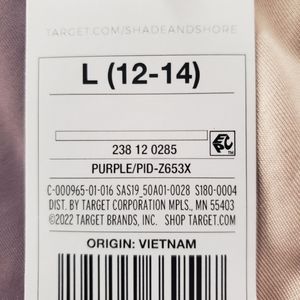 TARGET.COM/SHADEANDSHORE
L (12-14)
238 12 0285
PURPLE/PID-Z653X
C-000965-01-016 SAS19_50A01-0028 S180-0004
DIST. BY TARGET CORPORATION MPLS., MN 55403
©2022 TARGET BRANDS, INC. SHOP TARGET.COM
ORIGIN: VIETNAM